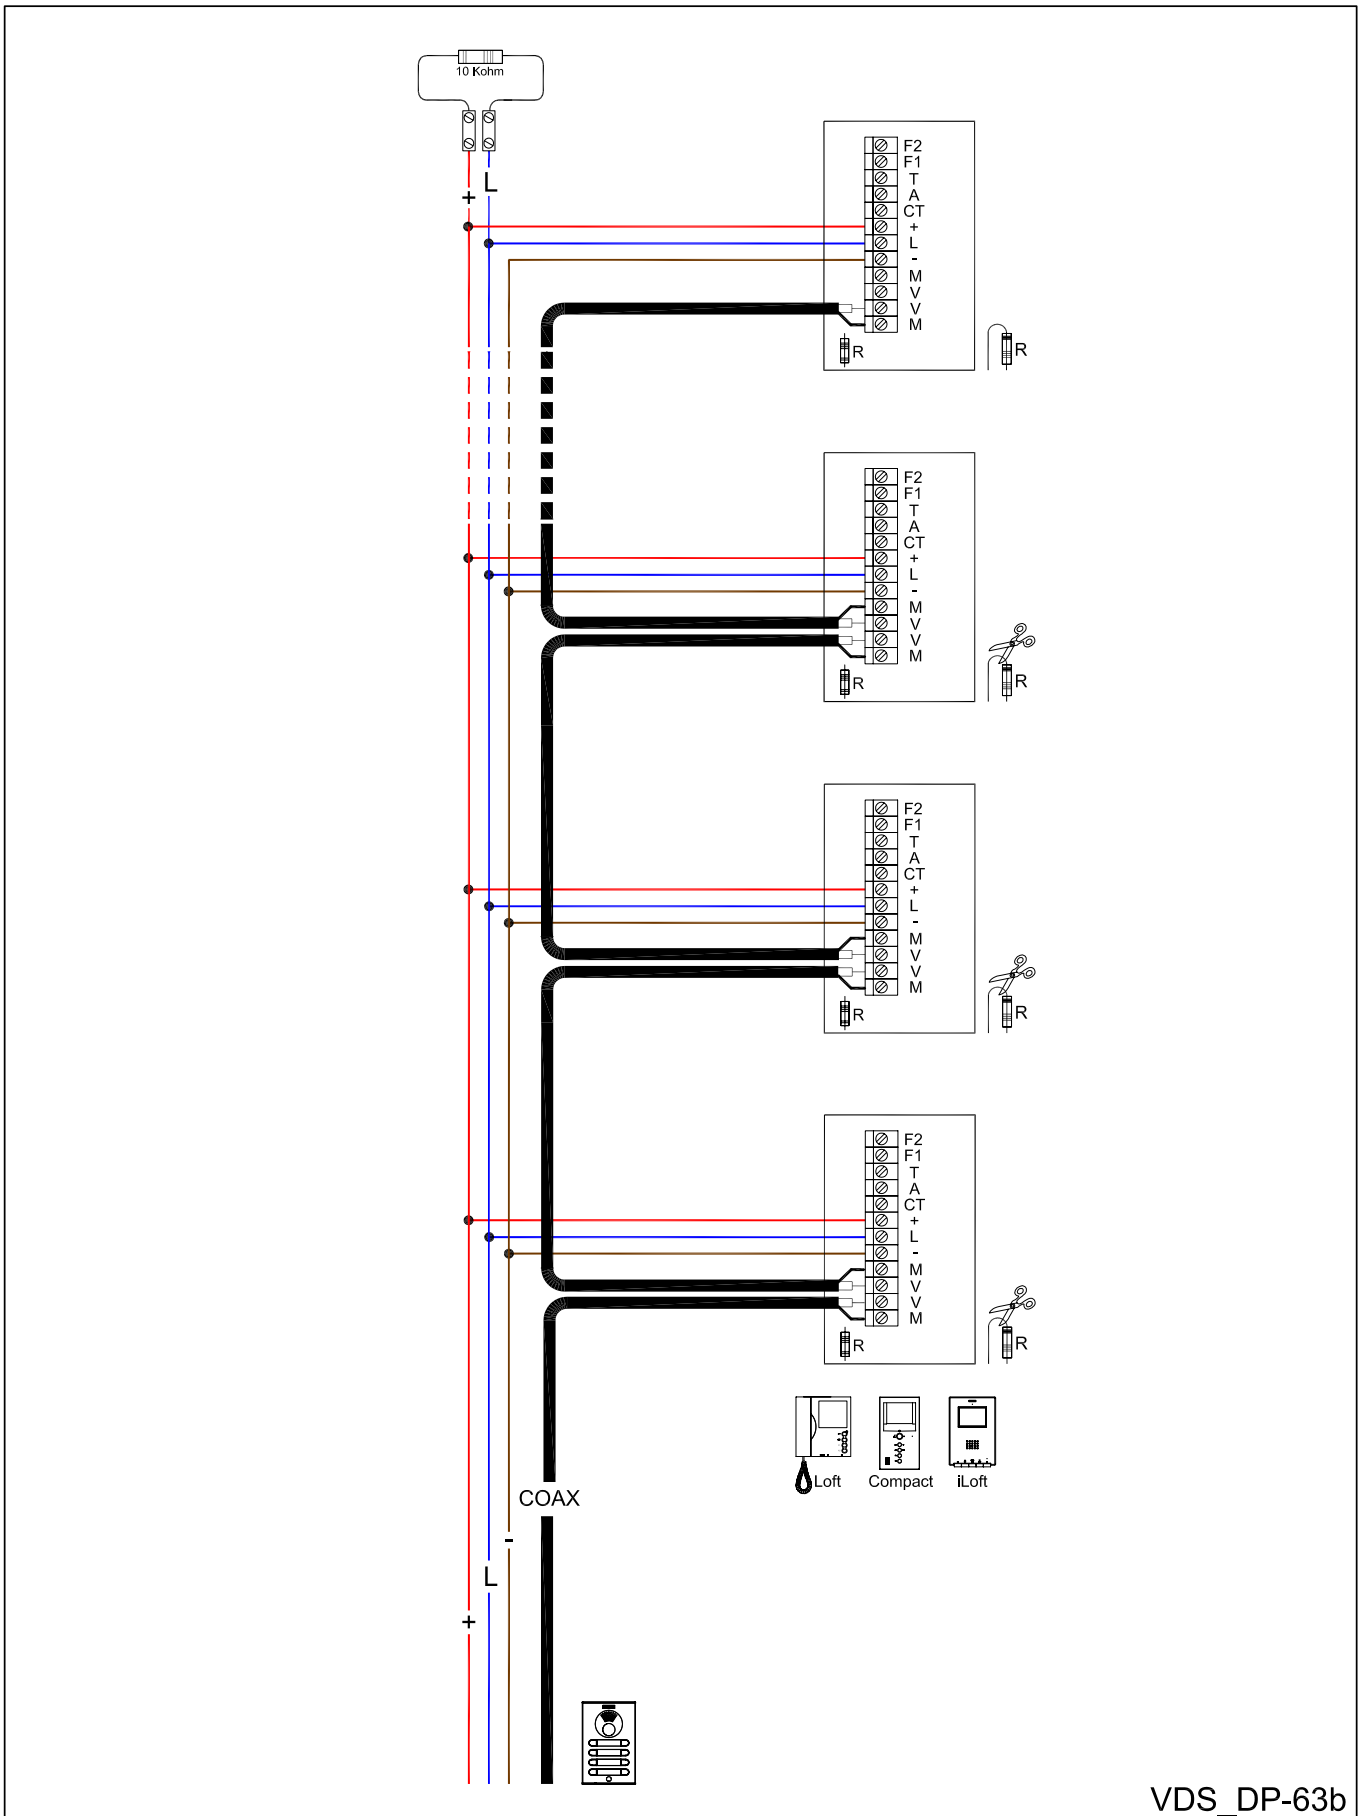 10 Kohm
L
+
F2
F1
T
A
CT
+
L
-
M
V
V
M
R
R
F2
F1
T
A
CT
+
L
-
M
V
V
M
R
R
F2
F1
T
A
CT
+
L
-
M
V
V
M
R
R
F2
F1
T
A
CT
+
L
-
M
V
V
M
R
R
Loft
Compact
iLoft
COAX
-
L
+
VDS_DP-63b